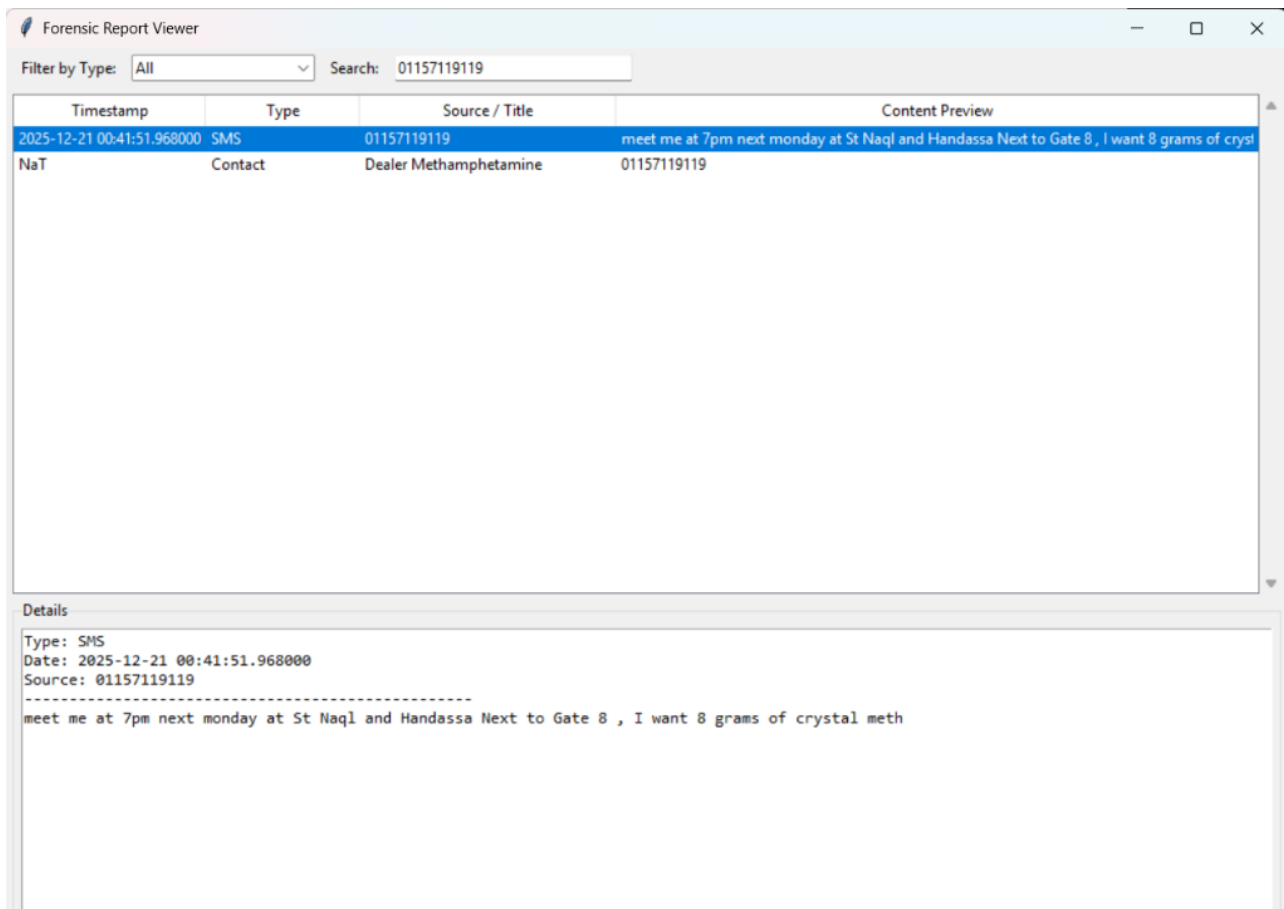 Forensic Report Viewer
Filter by Type: All Search: 01157119119
Timestamp Type Source / Title Content Preview
2025-12-21 00:41:51.968000 SMS 01157119119 meet me at 7pm next monday at St Naql and Handassa Next to Gate 8 , I want 8 grams of cryst
NaT Contact Dealer Methamphetamine 01157119119
Details
Type: SMS
Date: 2025-12-21 00:41:51.968000
Source: 01157119119
--------------------------------------------------
meet me at 7pm next monday at St Naql and Handassa Next to Gate 8 , I want 8 grams of crystal meth